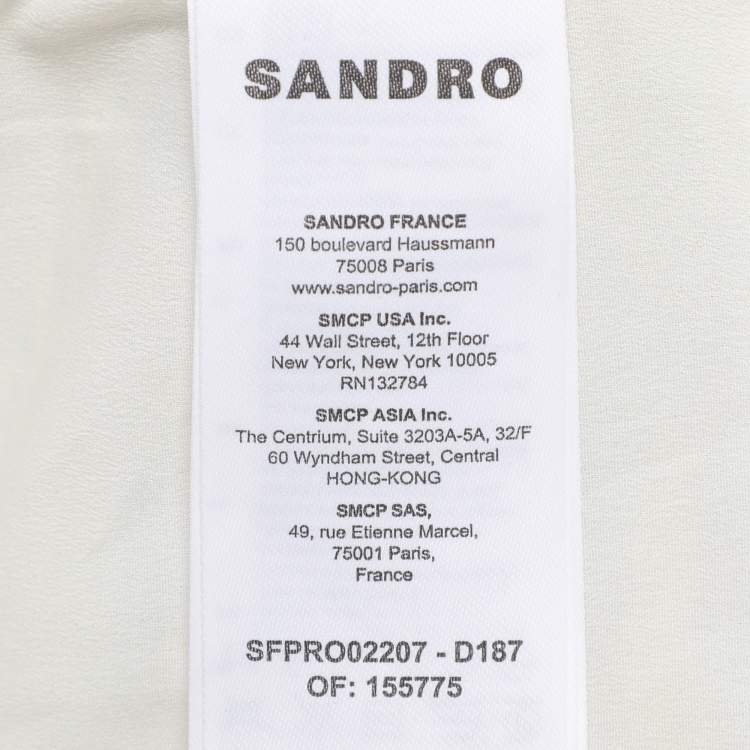 SANDRO
SANDRO FRANCE
150 boulevard Haussmann
75008 Paris
www.sandro-paris.com
SMCP USA Inc.
44 Wall Street, 12th Floor
New York, New York 10005
RN132784
SMCP ASIA Inc.
The Centrium, Suite 3203A-5A, 32/F
60 Wyndham Street, Central
HONG-KONG
SMCP SAS,
49, rue Etienne Marcel,
75001 Paris,
France
SFPRO02207 - D187
OF: 155775